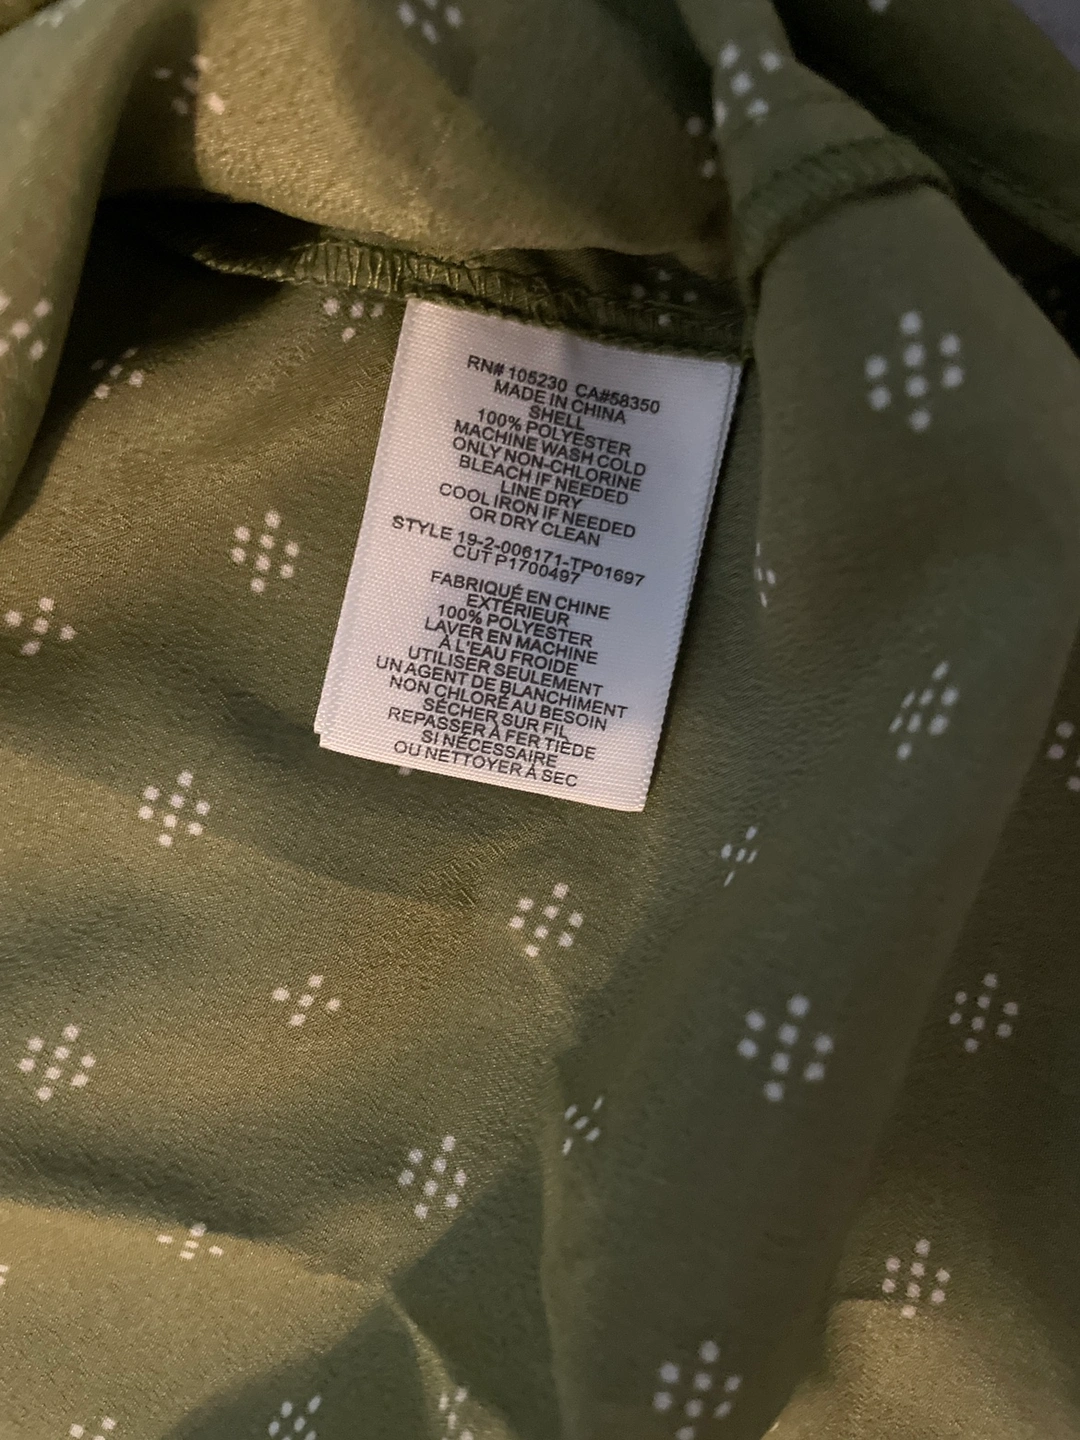 RN# 105230 CA#58350
MADE IN CHINA
SHELL
100% POLYESTER
MACHINE WASH COLD
ONLY NON-CHLORINE
BLEACH IF NEEDED
LINE DRY
COOL IRON IF NEEDED
OR DRY CLEAN
STYLE 19-2-006171-TP01697
CUT P1700497
FABRIQUÉ EN CHINE
EXTÉRIEUR
100% POLYESTER
LAVER EN MACHINE
À L'EAU FROIDE
UTILISER SEULEMENT
UN AGENT DE BLANCHIMENT
NON CHLORÉ AU BESOIN
SÉCHER SUR FIL
REPASSER À FER TIÈDE
SI NÉCESSAIRE
OU NETTOYER À SEC